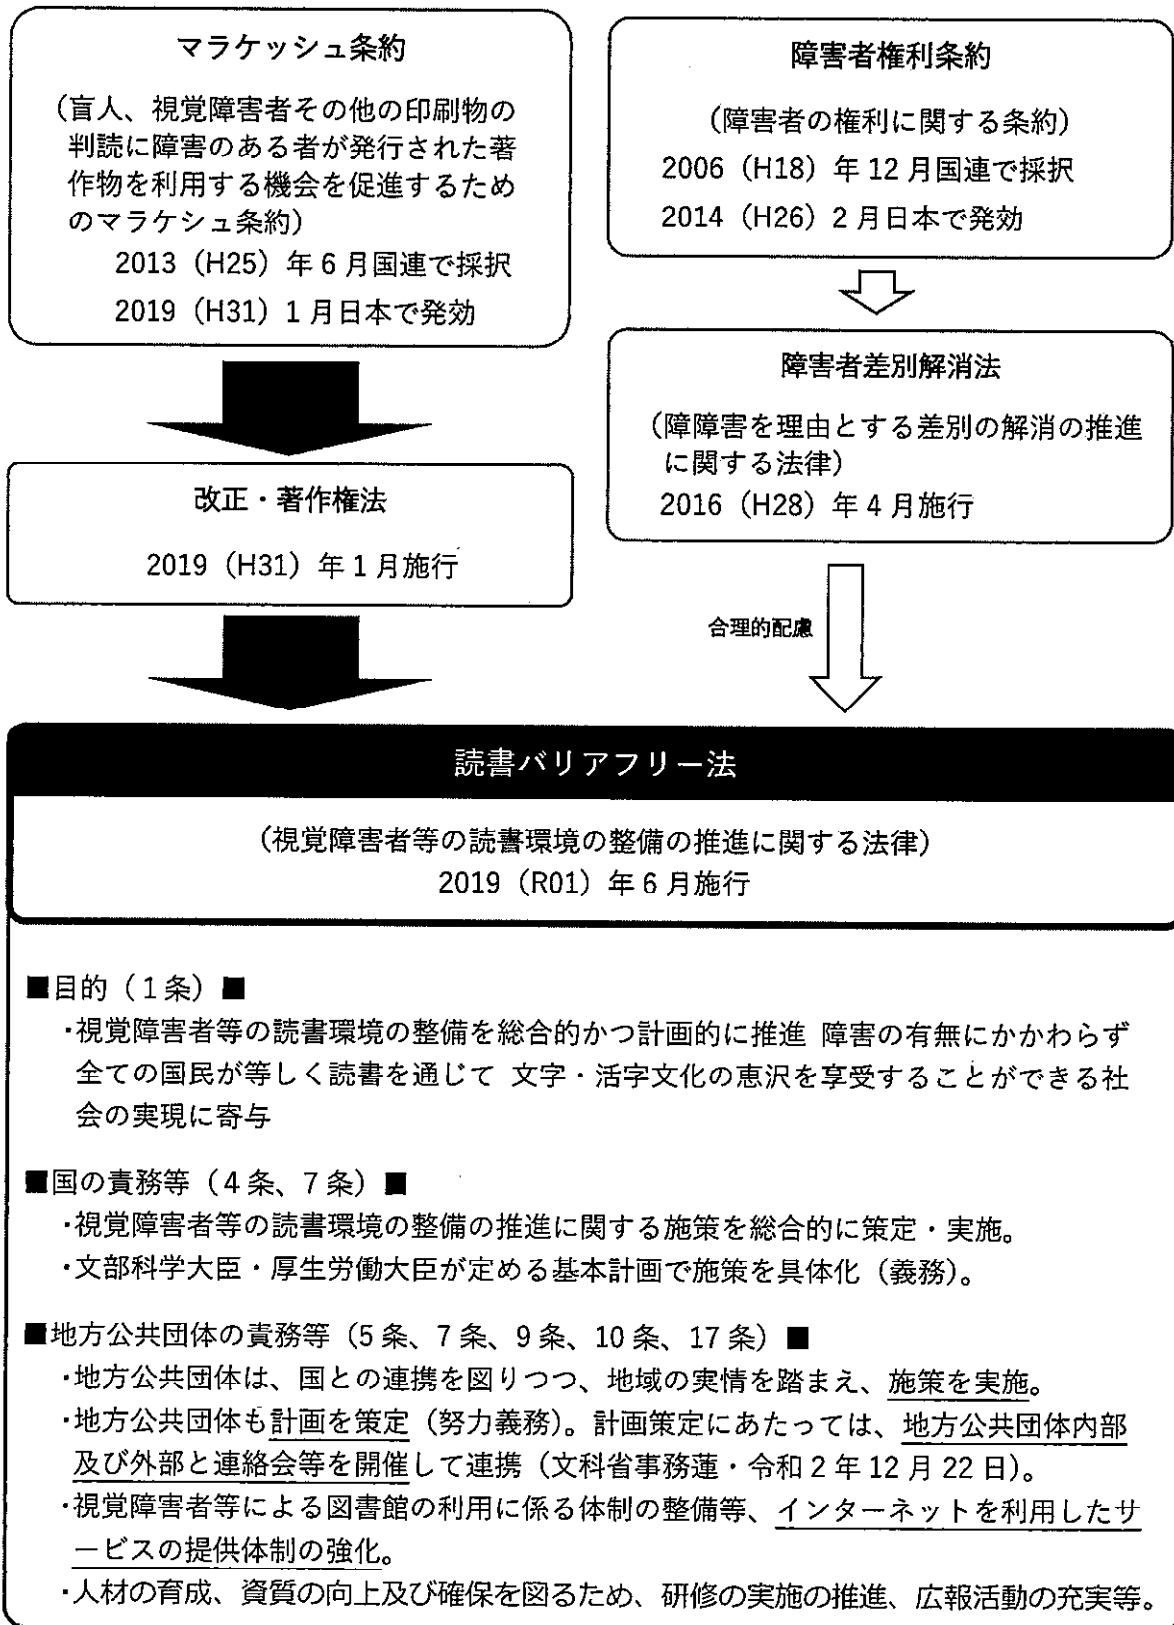 マラケッシュ条約
（盲人、視覚障害者その他の印刷物の
判読に障害のある者が発行された著
作物を利用する機会を促進するため
のマラケシュ条約）
2013（H25）年 6 月国連で採択
2019（H31）1 月日本で発効
障害者権利条約
（障害者の権利に関する条約）
2006（H18）年 12 月国連で採択
2014（H26）2 月日本で発効
改正・著作権法
2019（H31）年 1 月施行
障害者差別解消法
（障障害を理由とする差別の解消の推進
に関する法律）
2016（H28）年 4 月施行
合理的配慮
読書バリアフリー法
（視覚障害者等の読書環境の整備の推進に関する法律）
2019（R01）年 6 月施行
■目的（1 条）■
・視覚障害者等の読書環境の整備を総合的かつ計画的に推進 障害の有無にかかわらず
全ての国民が等しく読書を通じて 文字・活字文化の恵沢を享受することができる社
会の実現に寄与
■国の責務等（4 条、7 条）■
・視覚障害者等の読書環境の整備の推進に関する施策を総合的に策定・実施。
・文部科学大臣・厚生労働大臣が定める基本計画で施策を具体化（義務）。
■地方公共団体の責務等（5 条、7 条、9 条、10 条、17 条）■
・地方公共団体は、国との連携を図りつつ、地域の実情を踏まえ、施策を実施。
・地方公共団体も計画を策定（努力義務）。計画策定にあたっては、地方公共団体内部
及び外部と連絡会等を開催して連携（文科省事務蓮・令和 2 年 12 月 22 日）。
・視覚障害者等による図書館の利用に係る体制の整備等、インターネットを利用したサ
ービスの提供体制の強化。
・人材の育成、資質の向上及び確保を図るため、研修の実施の推進、広報活動の充実等。